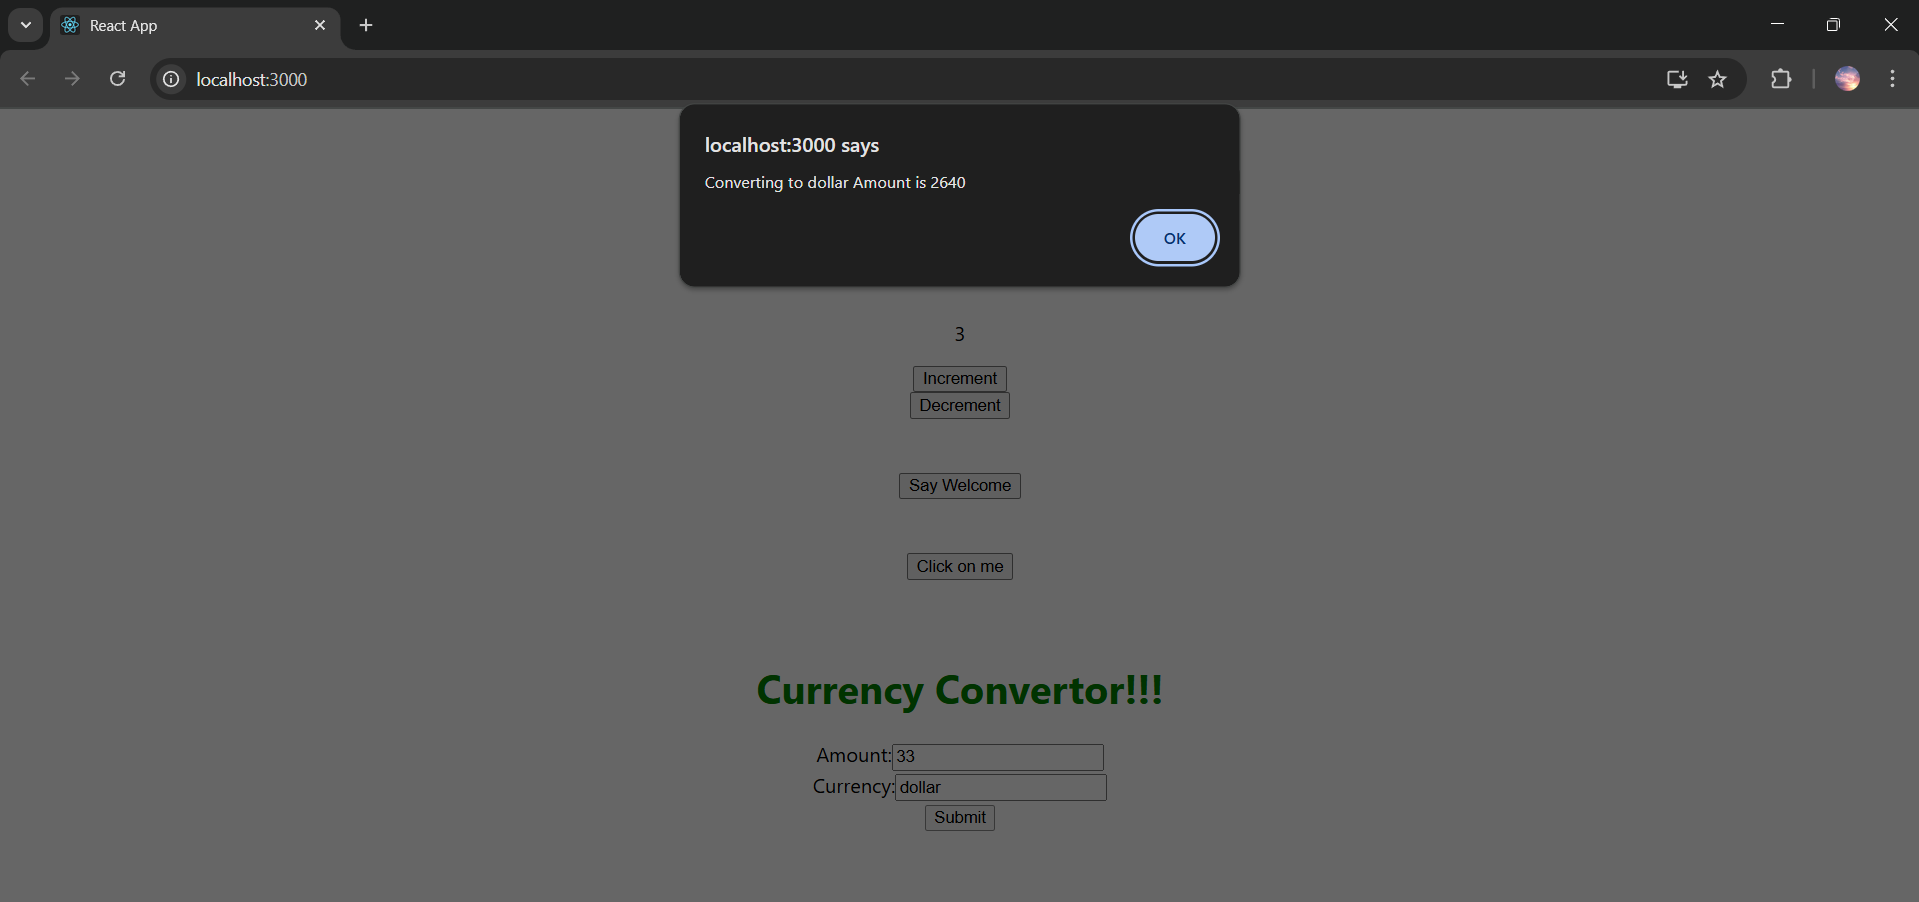 React App
localhost:3000
localhost:3000 says
Converting to dollar Amount is 2640
OK
3
Increment
Decrement
Say Welcome
Click on me
Currency Convertor!!!
Amount:33
Currency:dollar
Submit